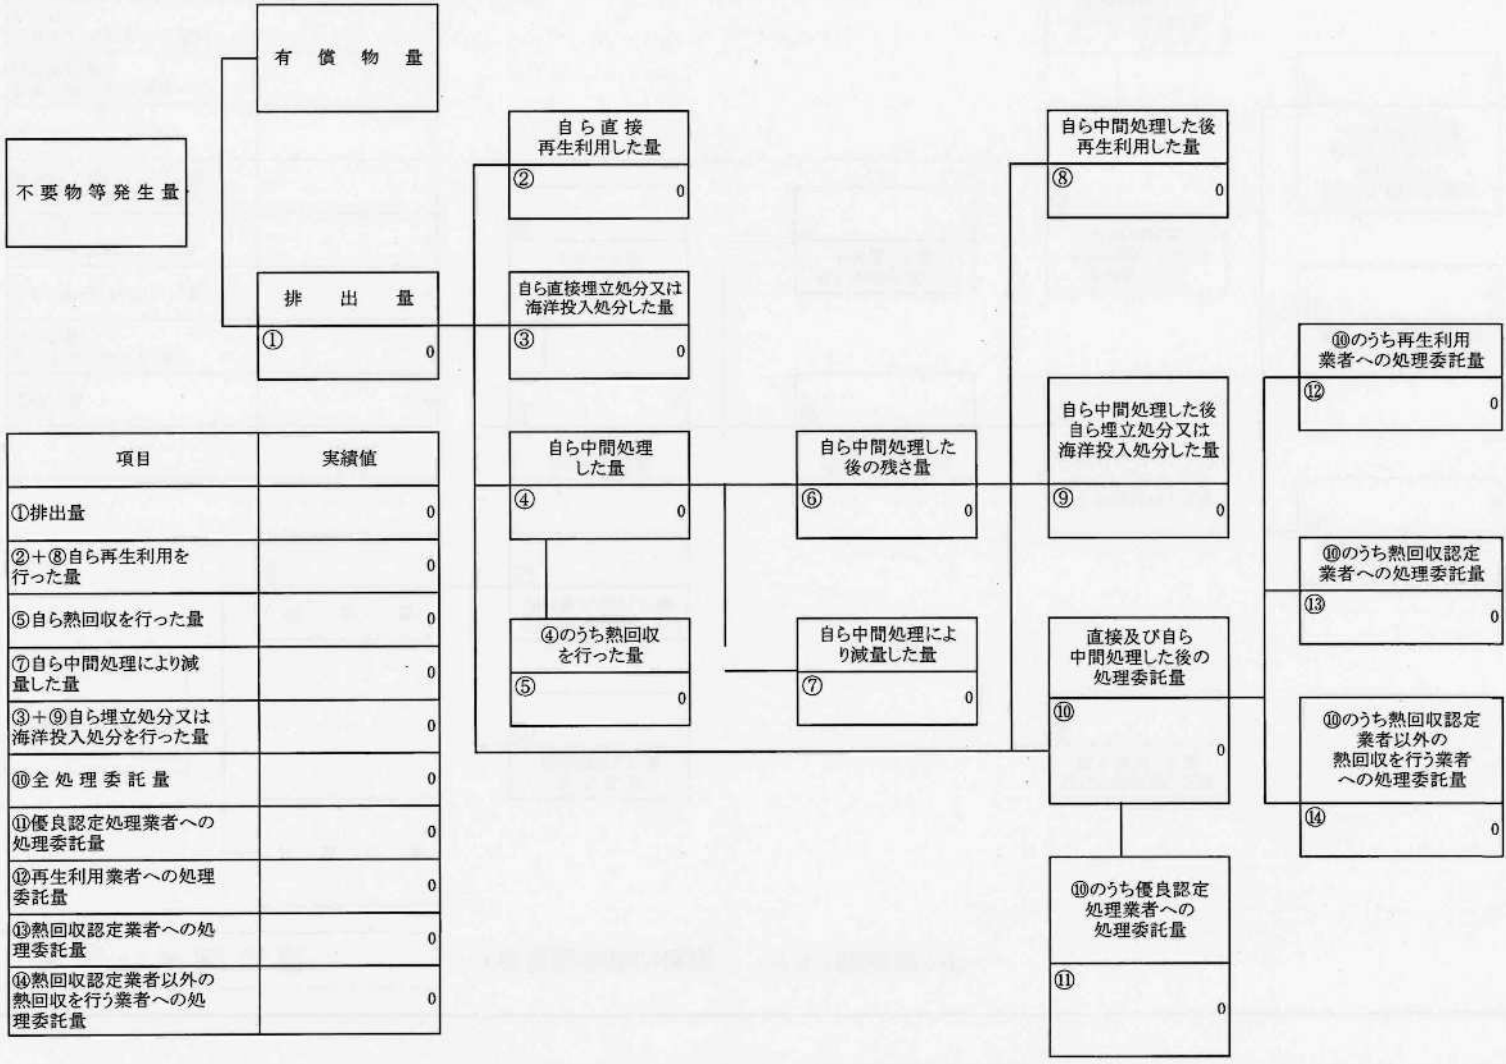 有償物量
不要物等発生量
排出量
①
0
自ら直接
再生利用した量
②
0
自ら直接埋立処分又は
海洋投入処分した量
③
0
自ら中間処理
した量
④
0
④のうち熱回収
を行った量
⑤
0
自ら中間処理した
後の残さ量
⑥
0
自ら中間処理によ
り減量した量
⑦
0
自ら中間処理した後
再生利用した量
⑧
0
自ら中間処理した後
自ら埋立処分又は
海洋投入処分した量
⑨
0
直接及び自ら
中間処理した後の
処理委託量
⑩
0
⑩のうち優良認定
処理業者への
処理委託量
⑪
0
⑩のうち再生利用
業者への処理委託量
⑫
0
⑩のうち熱回収認定
業者への処理委託量
⑬
0
⑩のうち熱回収認定
業者以外の
熱回収を行う業者
への処理委託量
⑭
0
項目 実績値
①排出量 0
②+⑧自ら再生利用を
行った量
0
⑤自ら熱回収を行った量 0
⑦自ら中間処理により減
量した量
0
③+⑨自ら埋立処分又は
海洋投入処分を行った量
0
⑩全処理委託量 0
⑪優良認定処理業者への
処理委託量
0
⑫再生利用業者への処理
委託量
0
⑬熱回収認定業者への処
理委託量
0
⑭熱回収認定業者以外の
熱回収を行う業者への処
理委託量
0